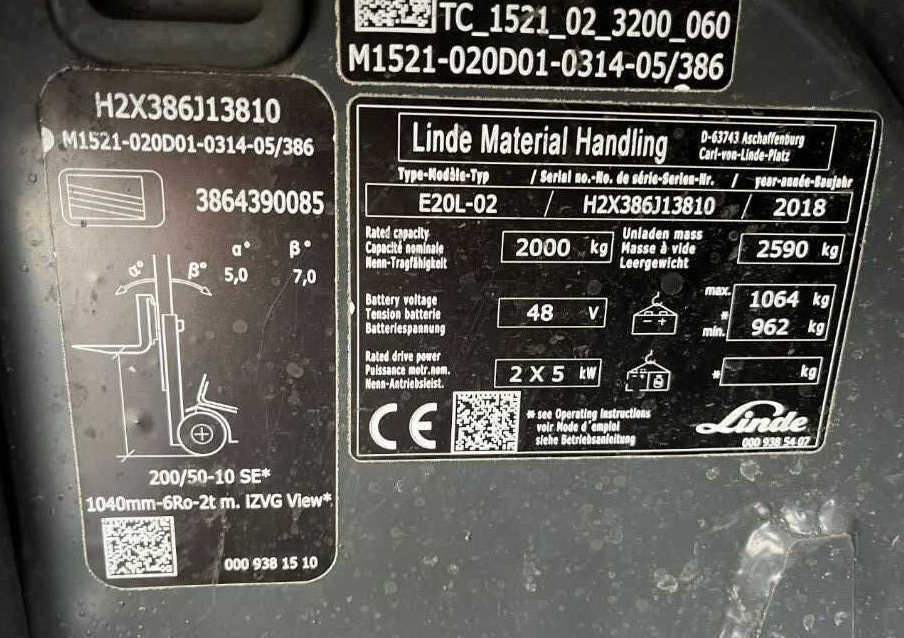 TC_1521_02_3200_060
M1521-020D01-0314-05/386
H2X386J13810
M1521-020D01-0314-05/386
3864390085
α° β°
α° β° 5,0 7,0
200/50-10 SE*
1040mm-6Ro-2t m. IZVG View*
000 938 15 10
Linde Material Handling
D-63743 Aschaffenburg
Carl-von-Linde-Platz
Type-Modèle-Typ / Serial no.-No. de série-Serien-Nr. / year-année-Baujahr
E20L-02 / H2X386J13810 / 2018
Rated capacity
Capacité nominale
Nenn-Tragfähigkeit
2000 kg
Unladen mass
Masse à vide
Leergewicht
2590 kg
Battery voltage
Tension batterie
Batteriespannung
48 V
- +
max. 1064 kg
*
min. 962 kg
Rated drive power
Puissance motr.nom.
Nenn-Antriebsleist.
2 X 5 kW
* kg
CE
* see Operating Instructions
voir Mode d'emploi
siehe Betriebsanleitung
Linde
000 938 54 07